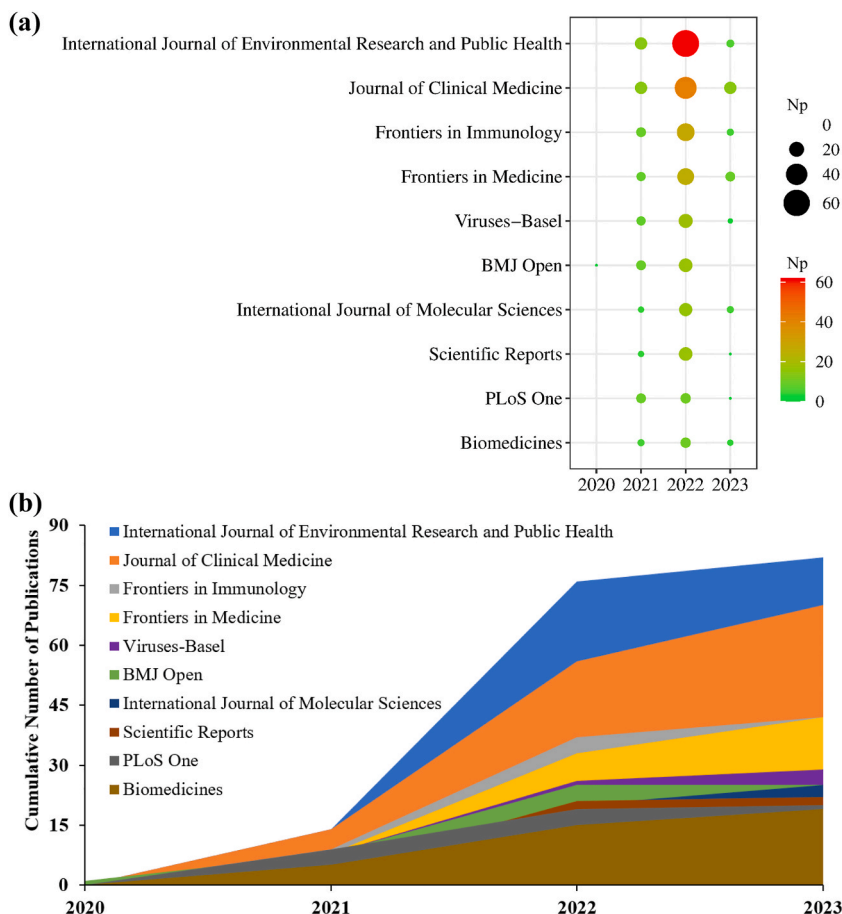 (a)
International Journal of Environmental Research and Public Health
Journal of Clinical Medicine
Frontiers in Immunology
Frontiers in Medicine
Viruses−Basel
BMJ Open
International Journal of Molecular Sciences
Scientific Reports
PLoS One
Biomedicines
2020 2021 2022 2023
Np
0
20
40
60
Np
60
40
20
0
(b)
Cumulative Number of Publications
90
75
60
45
30
15
0
International Journal of Environmental Research and Public Health
Journal of Clinical Medicine
Frontiers in Immunology
Frontiers in Medicine
Viruses-Basel
BMJ Open
International Journal of Molecular Sciences
Scientific Reports
PLoS One
Biomedicines
2020 2021 2022 2023